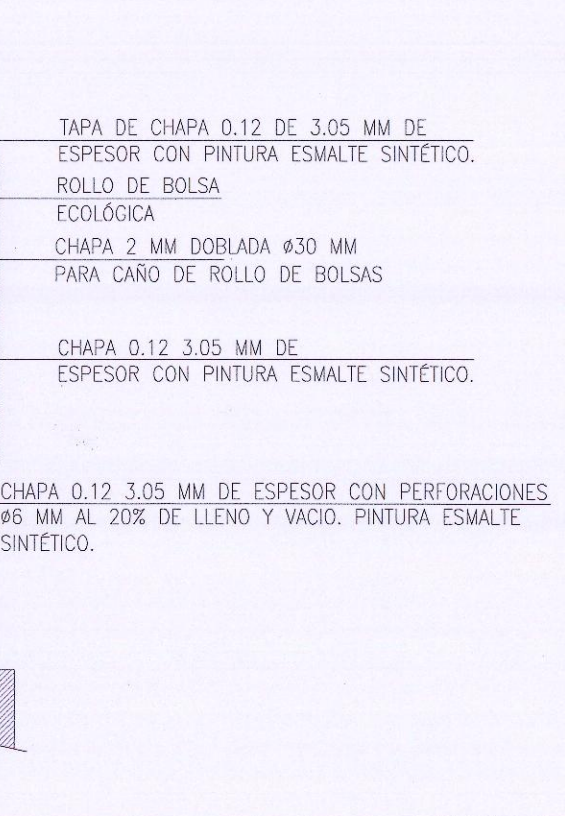 TAPA DE CHAPA 0.12 DE 3.05 MM DE
ESPESOR CON PINTURA ESMALTE SINTÉTICO.
ROLLO DE BOLSA
ECOLÓGICA
CHAPA 2 MM DOBLADA ø30 MM
PARA CAÑO DE ROLLO DE BOLSAS
CHAPA 0.12 3.05 MM DE
ESPESOR CON PINTURA ESMALTE SINTÉTICO.
CHAPA 0.12 3.05 MM DE ESPESOR CON PERFORACIONES
ø6 MM AL 20% DE LLENO Y VACIO. PINTURA ESMALTE
SINTÉTICO.